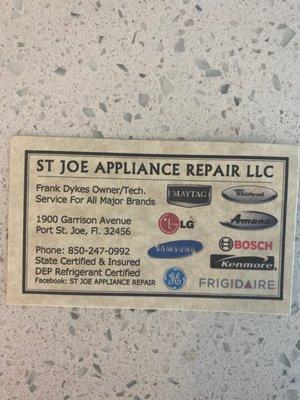 ST JOE APPLIANCE REPAIR LLC
Frank Dykes Owner/Tech.
Service For All Major Brands
1900 Garrison Avenue
Port St. Joe, Fl. 32456
Phone: 850-247-0992
State Certified & Insured
DEP Refrigerant Certified
Facebook: ST JOE APPLIANCE REPAIR
MAYTAG
Whirlpool
LG
Amana
SAMSUNG
BOSCH
Kenmore
GE
FRIGIDAIRE